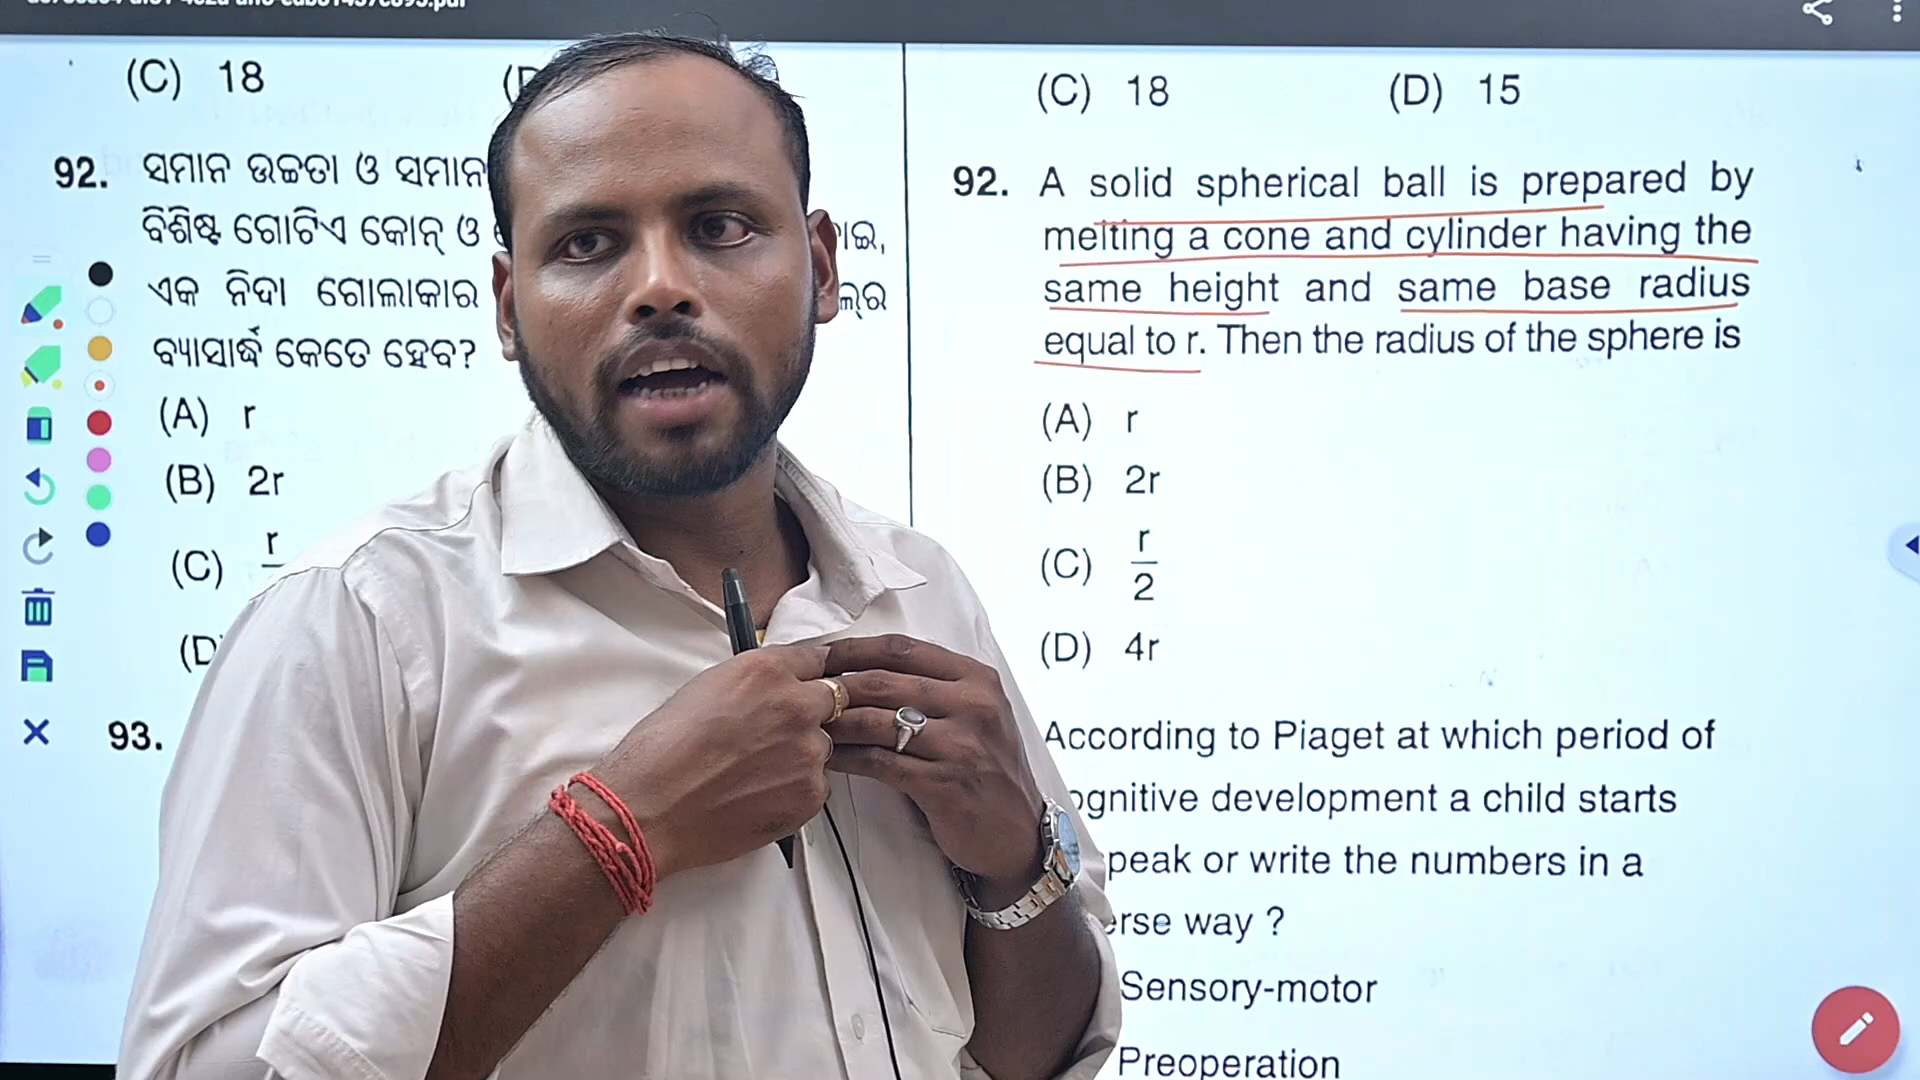 (C) 18
92. ସମାନ ଉଚ୍ଚତା ଓ ସମାନ
ବିଶିଷ୍ଟ ଗୋଟିଏ କୋନ୍ ଓ
ଏକ ନିଦା ଗୋଲାକାର
ବ୍ୟାସାର୍ଦ୍ଧ କେତେ ହେବ?
(A) r
(B) 2r
(C) r
(D
93.
(C) 18 (D) 15
92. A solid spherical ball is prepared by
melting a cone and cylinder having the
same height and same base radius
equal to r. Then the radius of the sphere is
(A) r
(B) 2r
(C) r/2
(D) 4r
According to Piaget at which period of
ognitive development a child starts
peak or write the numbers in a
erse way ?
Sensory-motor
Preoperation